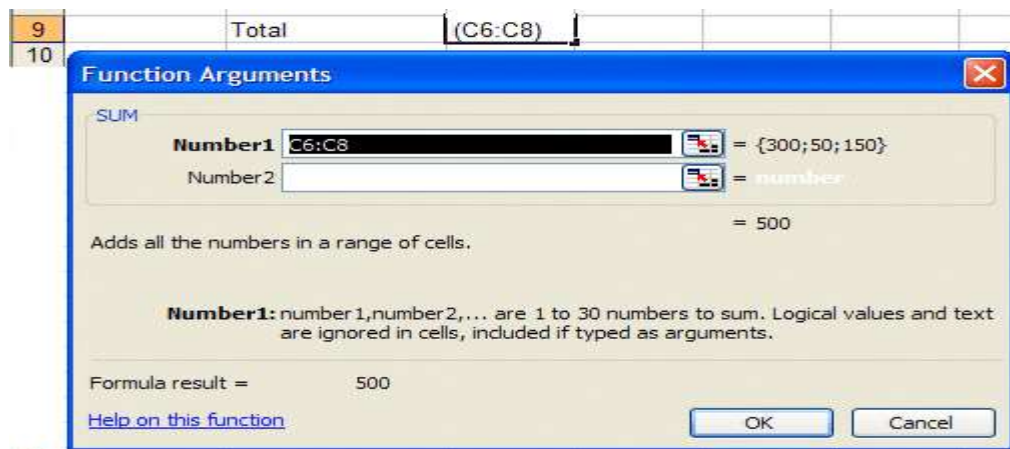 9 Total (C6:C8)
10
Function Arguments
SUM
Number1 C6:C8 = {300;50;150}
Number2 = number
= 500
Adds all the numbers in a range of cells.
Number1: number1,number2,... are 1 to 30 numbers to sum. Logical values and text
are ignored in cells, included if typed as arguments.
Formula result = 500
Help on this function OK Cancel